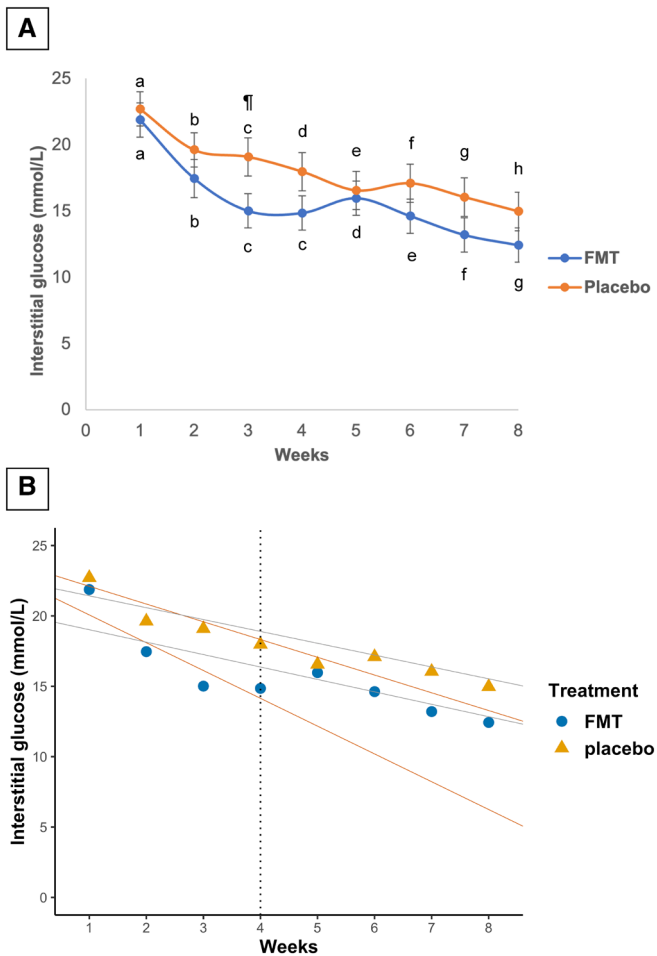 A
25
20
15
10
5
0
Interstitial glucose (mmol/L)
a
b
¶
c
d
e
f
g
h
a
b
c
c
d
e
f
g
0 1 2 3 4 5 6 7 8
Weeks
FMT
Placebo
B
25
20
15
10
5
0
Interstitial glucose (mmol/L)
1 2 3 4 5 6 7 8
Weeks
Treatment
FMT
placebo